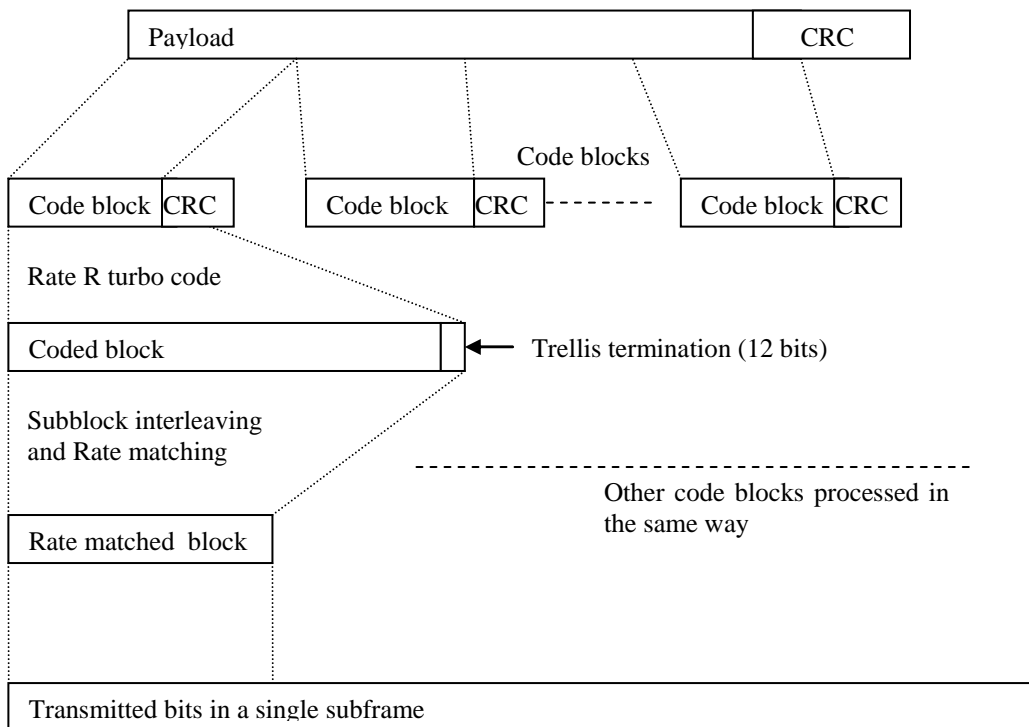 Payload
CRC
Code blocks
Code block CRC
Code block CRC
Code block CRC
Rate R turbo code
Coded block
Trellis termination (12 bits)
Subblock interleaving
and Rate matching
Other code blocks processed in
the same way
Rate matched block
Transmitted bits in a single subframe